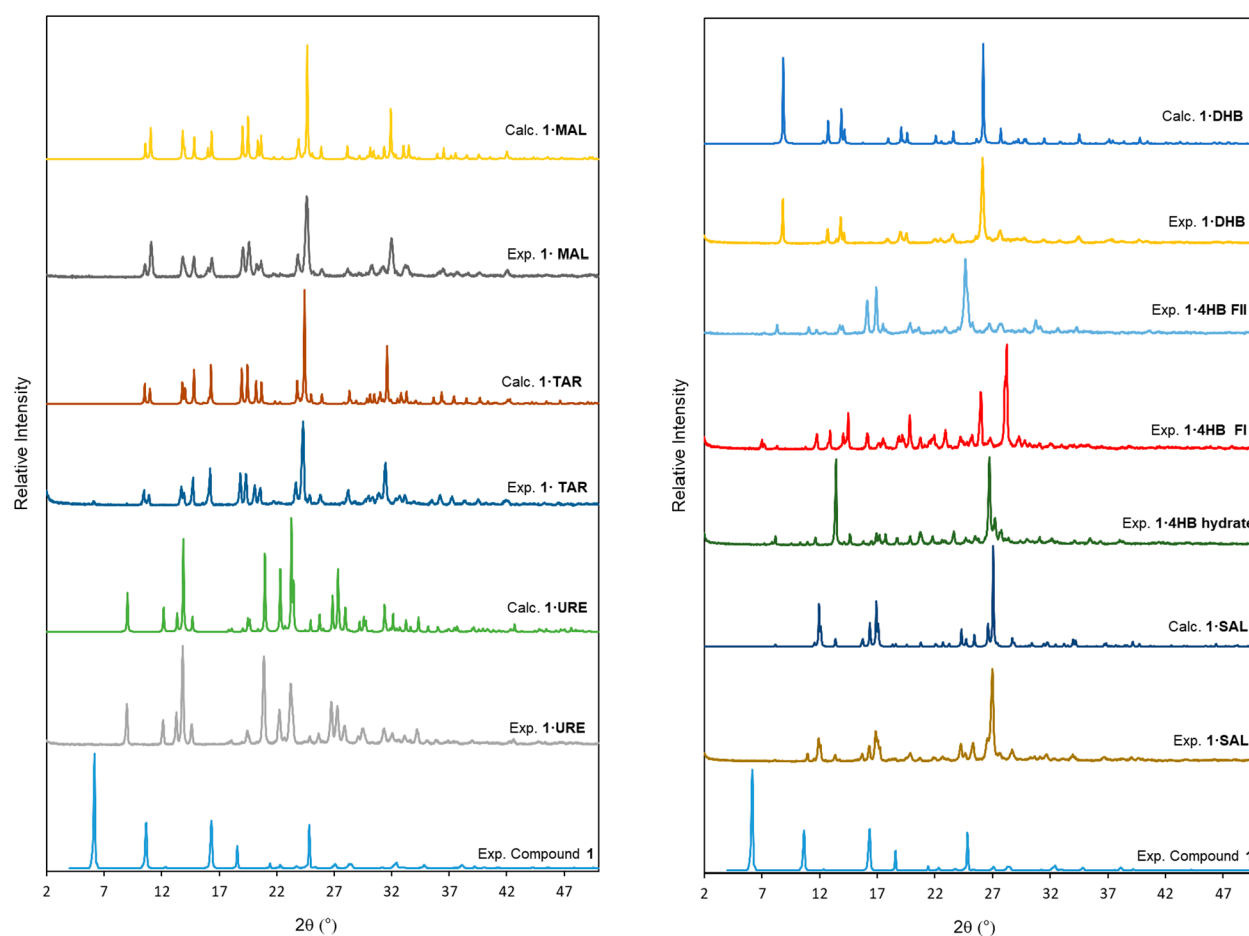 Relative Intensity
Calc. 1·MAL
Exp. 1· MAL
Calc. 1·TAR
Exp. 1· TAR
Calc. 1·URE
Exp. 1·URE
Exp. Compound 1
2 7 12 17 22 27 32 37 42 47
2θ (°)
Relative Intensity
Calc. 1·DHB
Exp. 1·DHB
Exp. 1·4HB FII
Exp. 1·4HB FI
Exp. 1·4HB hydrate
Calc. 1·SAL
Exp. 1·SAL
Exp. Compound 1
2 7 12 17 22 27 32 37 42 47
2θ (°)